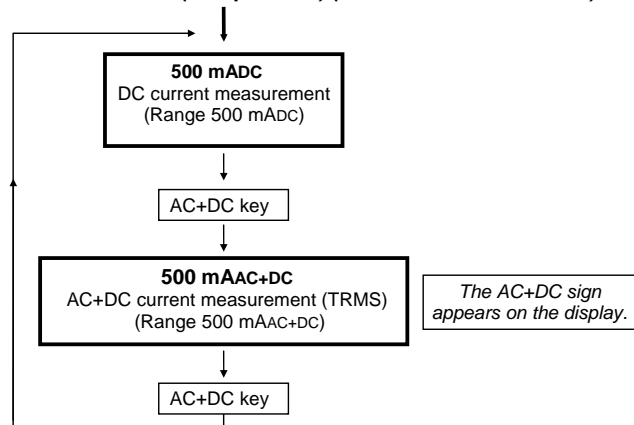 500 mADC
DC current measurement
(Range 500 mADC)
AC+DC key
500 mAAC+DC
AC+DC current measurement (TRMS)
(Range 500 mAAC+DC)
The AC+DC sign
appears on the display.
AC+DC key